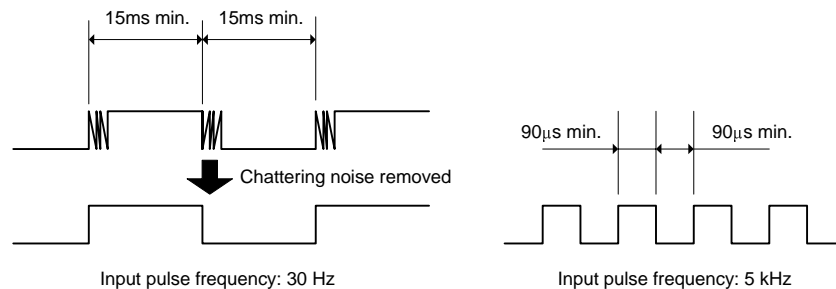 15ms min.
15ms min.
Chattering noise removed
Input pulse frequency: 30 Hz
90μs min.
90μs min.
Input pulse frequency: 5 kHz